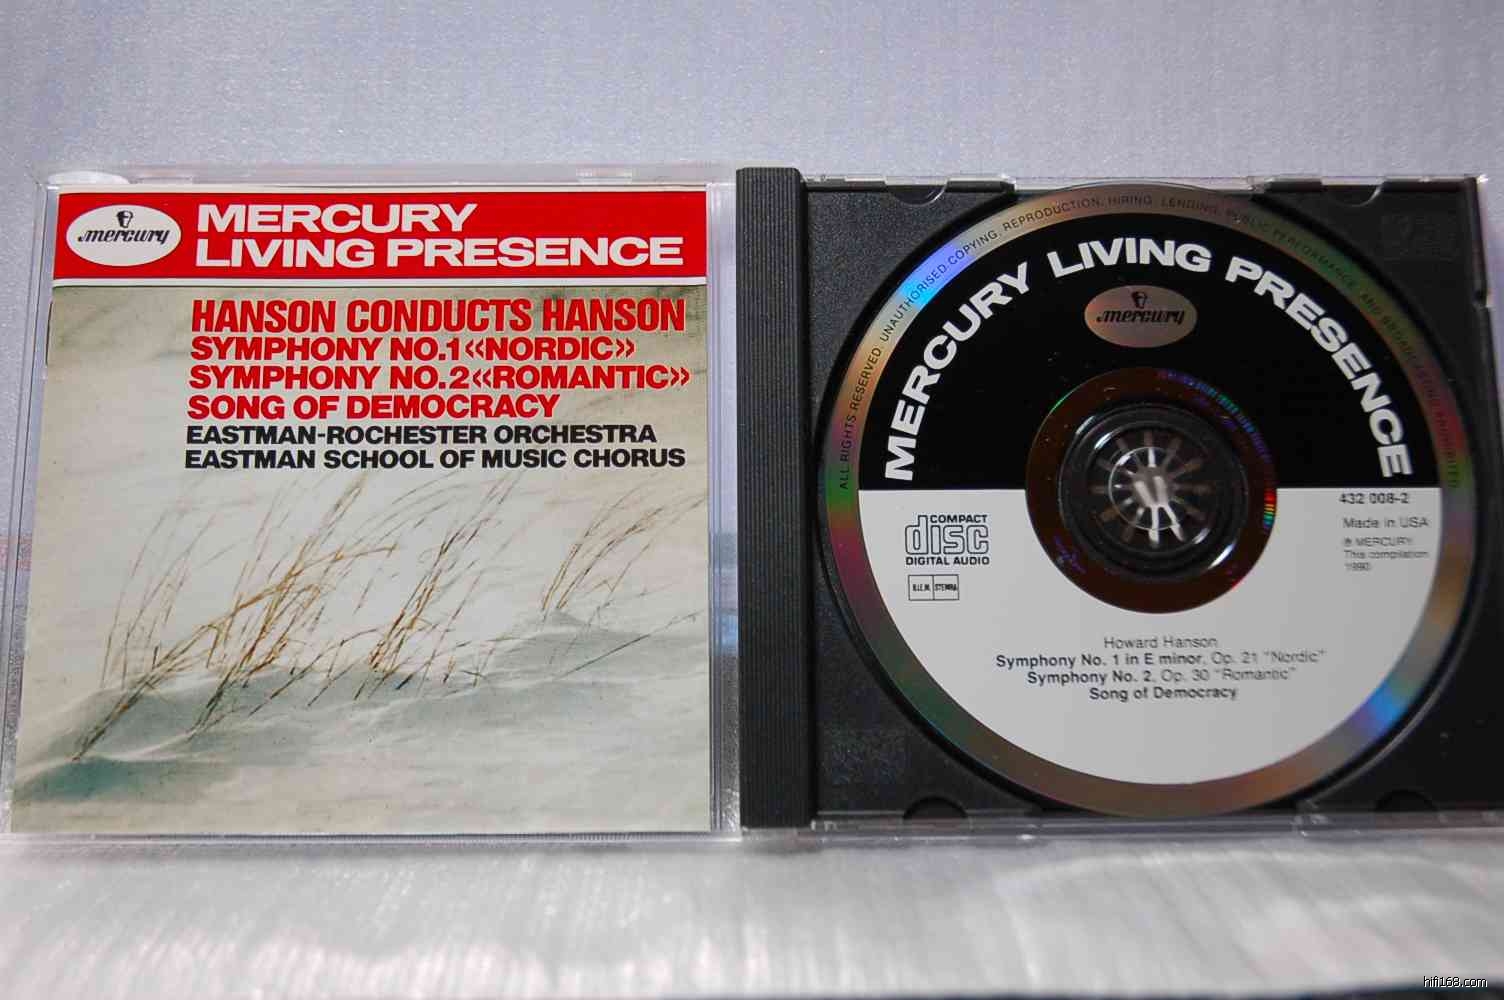 mercury
MERCURY
LIVING PRESENCE
HANSON CONDUCTS HANSON
SYMPHONY NO.1«NORDIC»
SYMPHONY NO.2«ROMANTIC»
SONG OF DEMOCRACY
EASTMAN-ROCHESTER ORCHESTRA
EASTMAN SCHOOL OF MUSIC CHORUS
ALL RIGHTS RESERVED. UNAUTHORISED COPYING, REPRODUCTION, HIRING, LENDING, PUBLIC PERFORMANCE, AND BROADCASTING PROHIBITED
MERCURY LIVING PRESENCE
mercury
432 008-2
Made in USA
℗ MERCURY
This compilation
1990
COMPACT
disc
DIGITAL AUDIO
B.I.E.M. STEMRA
Howard Hanson
Symphony No. 1 in E minor, Op. 21 "Nordic"
Symphony No. 2, Op. 30 "Romantic"
Song of Democracy
hifi168.com